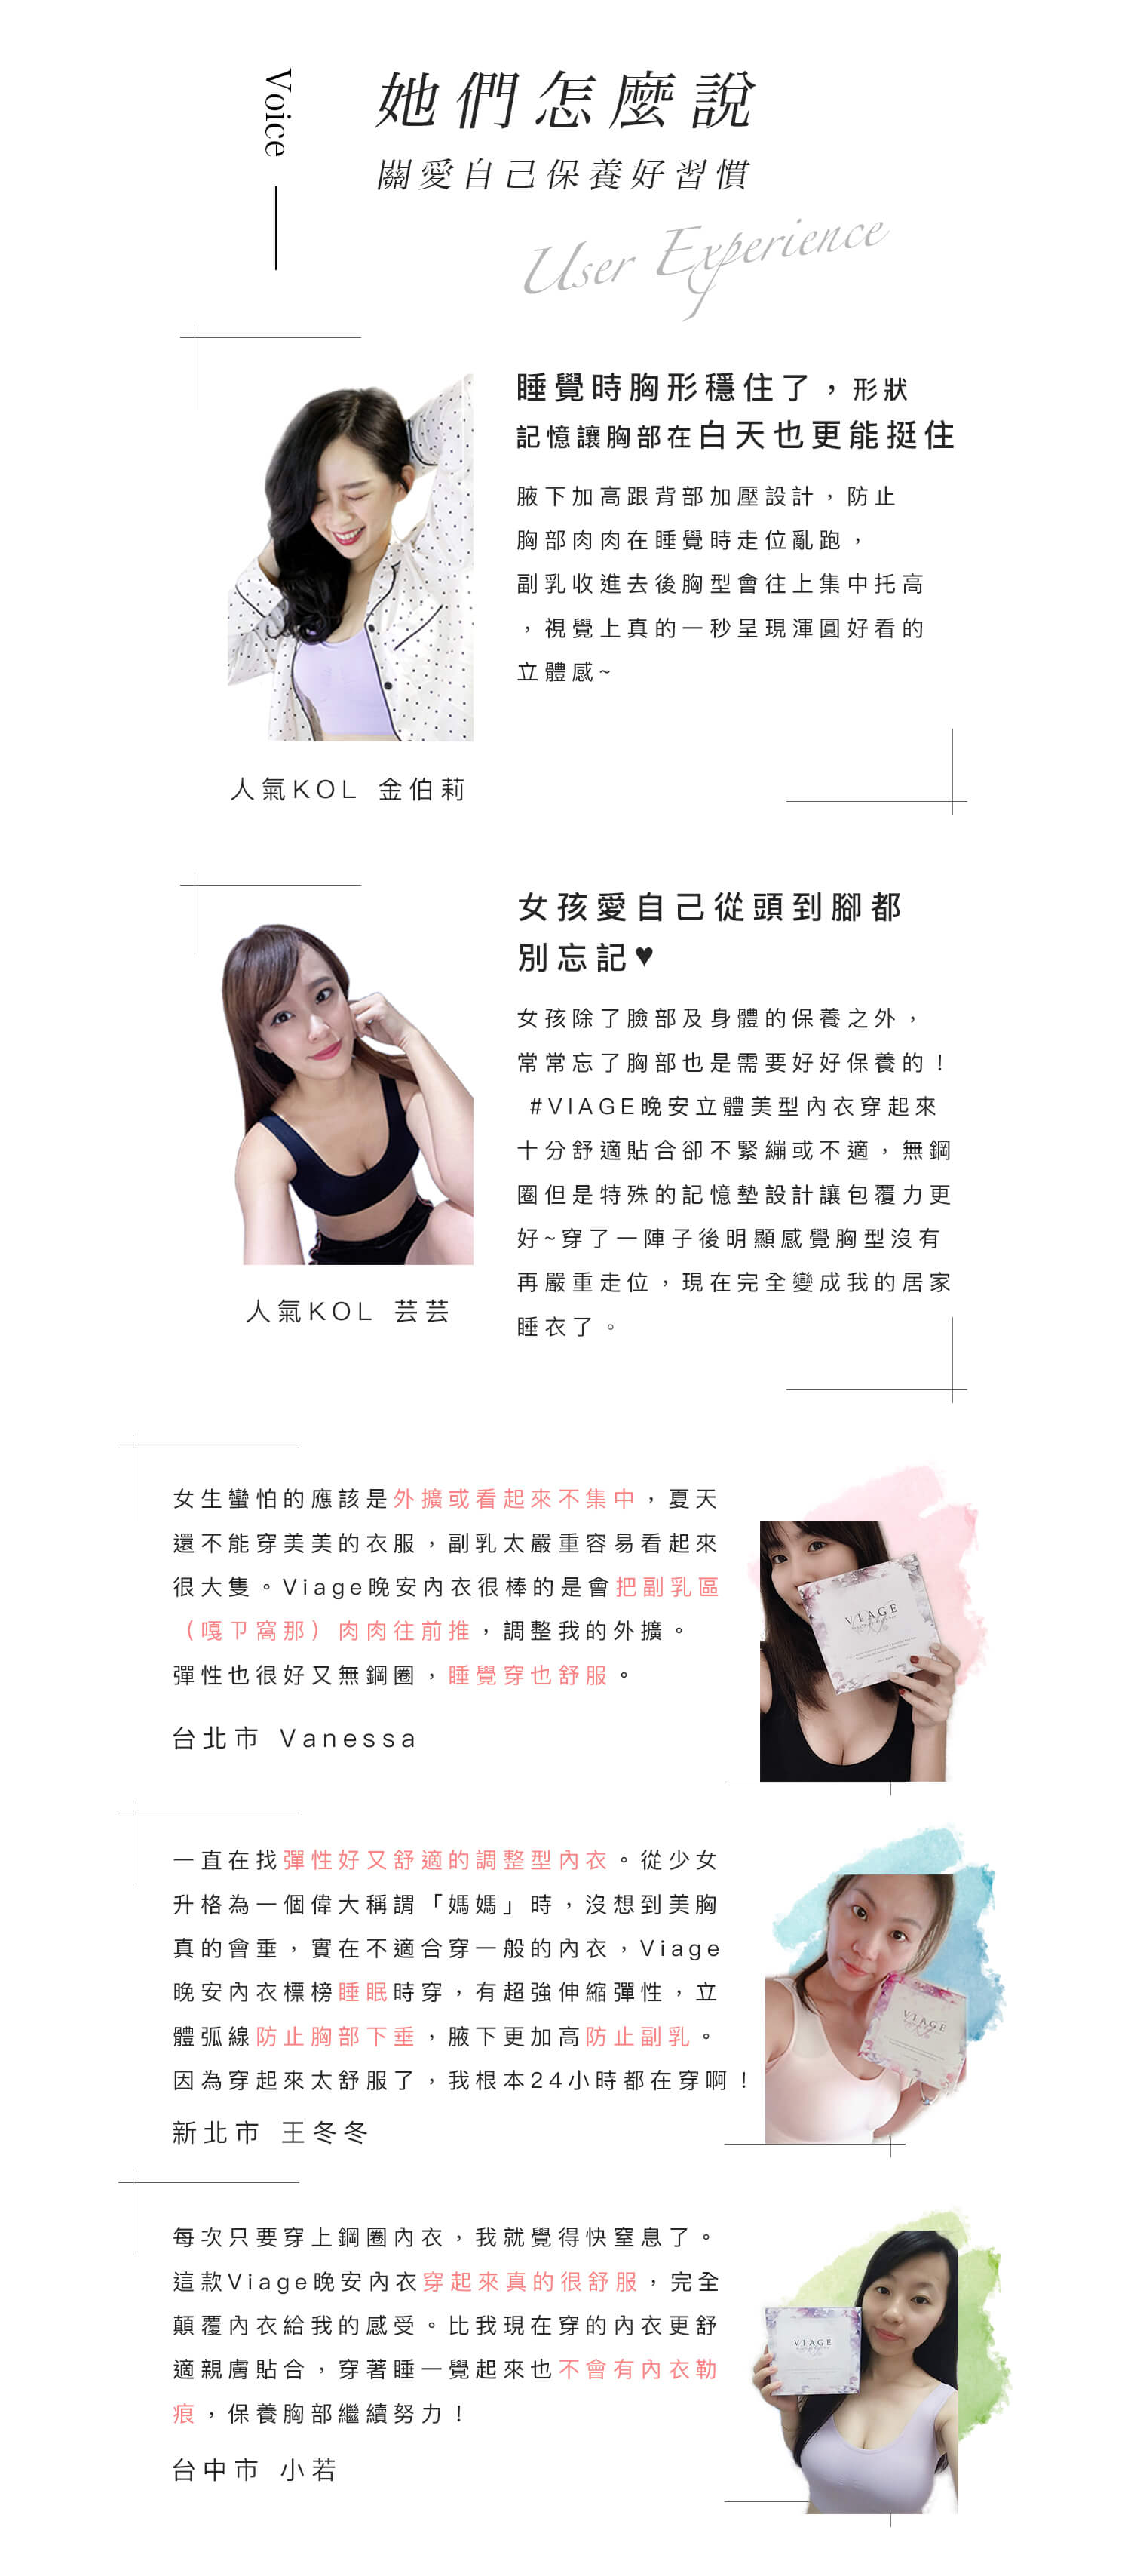 Voice
她們怎麼說
關愛自己保養好習慣
User Experience
睡覺時胸形穩住了，形狀
記憶讓胸部在白天也更能挺住
腋下加高跟背部加壓設計，防止
胸部肉肉在睡覺時走位亂跑，
副乳收進去後胸型會往上集中托高
，視覺上真的一秒呈現渾圓好看的
立體感~
人氣KOL 金伯莉
女孩愛自己從頭到腳都
別忘記♥
女孩除了臉部及身體的保養之外，
常常忘了胸部也是需要好好保養的！
#VIAGE晚安立體美型內衣穿起來
十分舒適貼合卻不緊繃或不適，無鋼
圈但是特殊的記憶墊設計讓包覆力更
好~穿了一陣子後明顯感覺胸型沒有
再嚴重走位，現在完全變成我的居家
睡衣了。
人氣KOL 芸芸
女生蠻怕的應該是外擴或看起來不集中，夏天
還不能穿美美的衣服，副乳太嚴重容易看起來
很大隻。Viage晚安內衣很棒的是會把副乳區
（嘎ㄗ窩那）肉肉往前推，調整我的外擴。
彈性也很好又無鋼圈，睡覺穿也舒服。
台北市 Vanessa
VIAGE
一直在找彈性好又舒適的調整型內衣。從少女
升格為一個偉大稱謂「媽媽」時，沒想到美胸
真的會垂，實在不適合穿一般的內衣，Viage
晚安內衣標榜睡眠時穿，有超強伸縮彈性，立
體弧線防止胸部下垂，腋下更加高防止副乳。
因為穿起來太舒服了，我根本24小時都在穿啊！
新北市 王冬冬
VIAGE
每次只要穿上鋼圈內衣，我就覺得快窒息了。
這款Viage晚安內衣穿起來真的很舒服，完全
顛覆內衣給我的感受。比我現在穿的內衣更舒
適親膚貼合，穿著睡一覺起來也不會有內衣勒
痕，保養胸部繼續努力！
台中市 小若
VIAGE